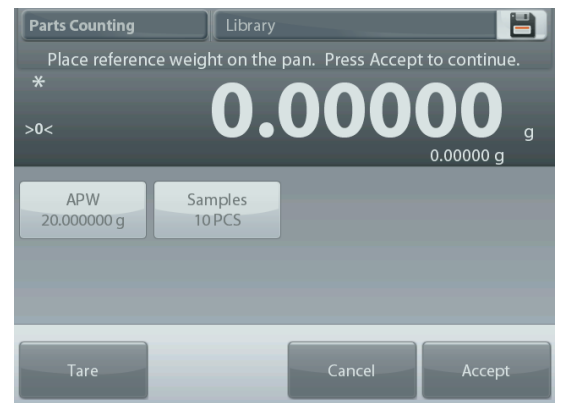 Parts Counting Library
Place reference weight on the pan. Press Accept to continue.
*
>0< 0.00000 g
0.00000 g
APW Samples
20.000000 g 10 PCS
Tare Cancel Accept